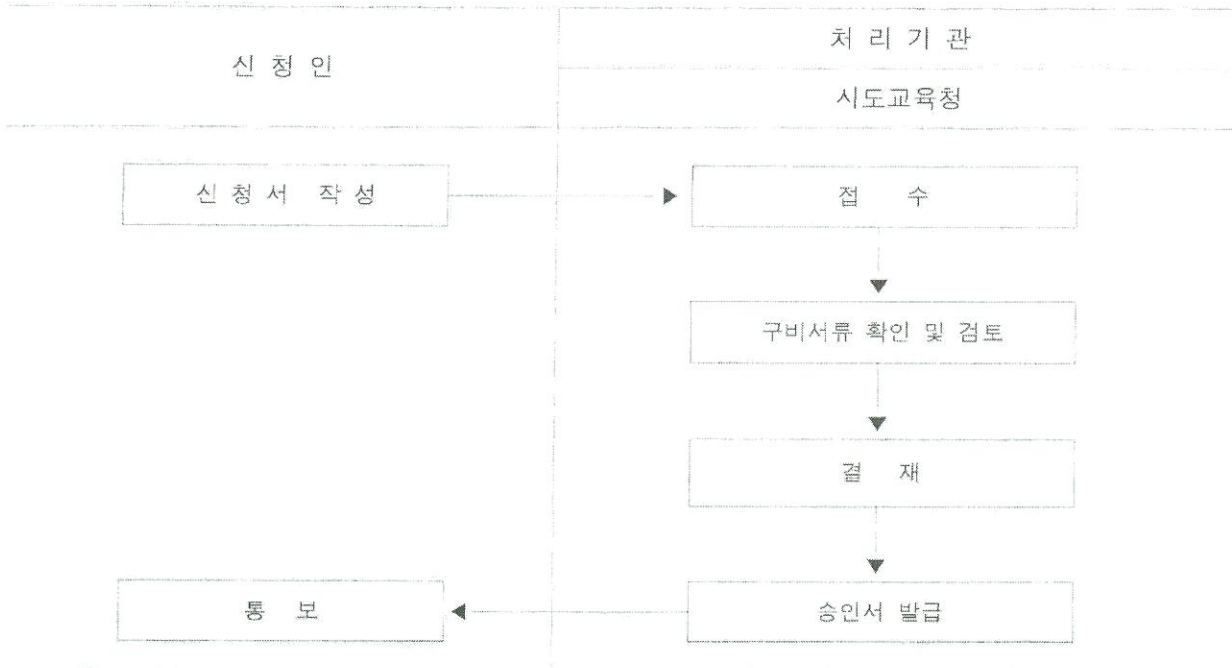 신 청 인
처 리 기 관
시도교육청
신 청 서 작 성
접 수
구비서류 확인 및 검토
결 재
승인서 발급
통 보